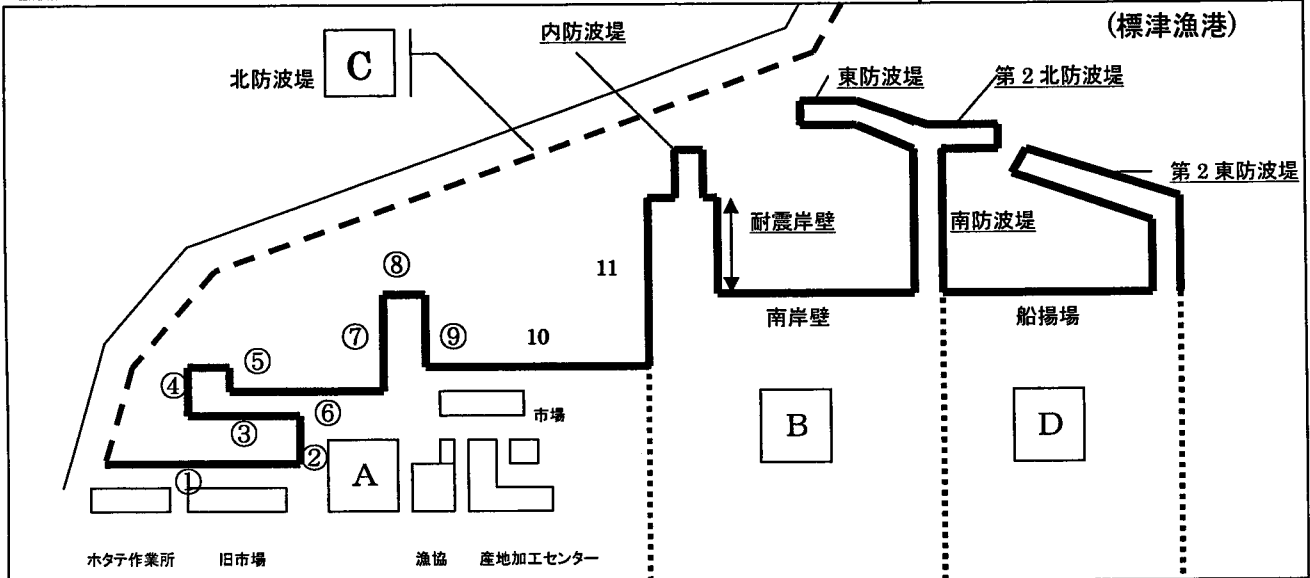 (標津漁港)
内防波堤
C
北防波堤
東防波堤
第2北防波堤
第2東防波堤
耐震岸壁
南防波堤
⑧
11
⑦
⑨
10
南岸壁
船揚場
⑤
④
⑥
③
市場
②
A
B
D
①
ホタテ作業所
旧市場
漁協
産地加工センター